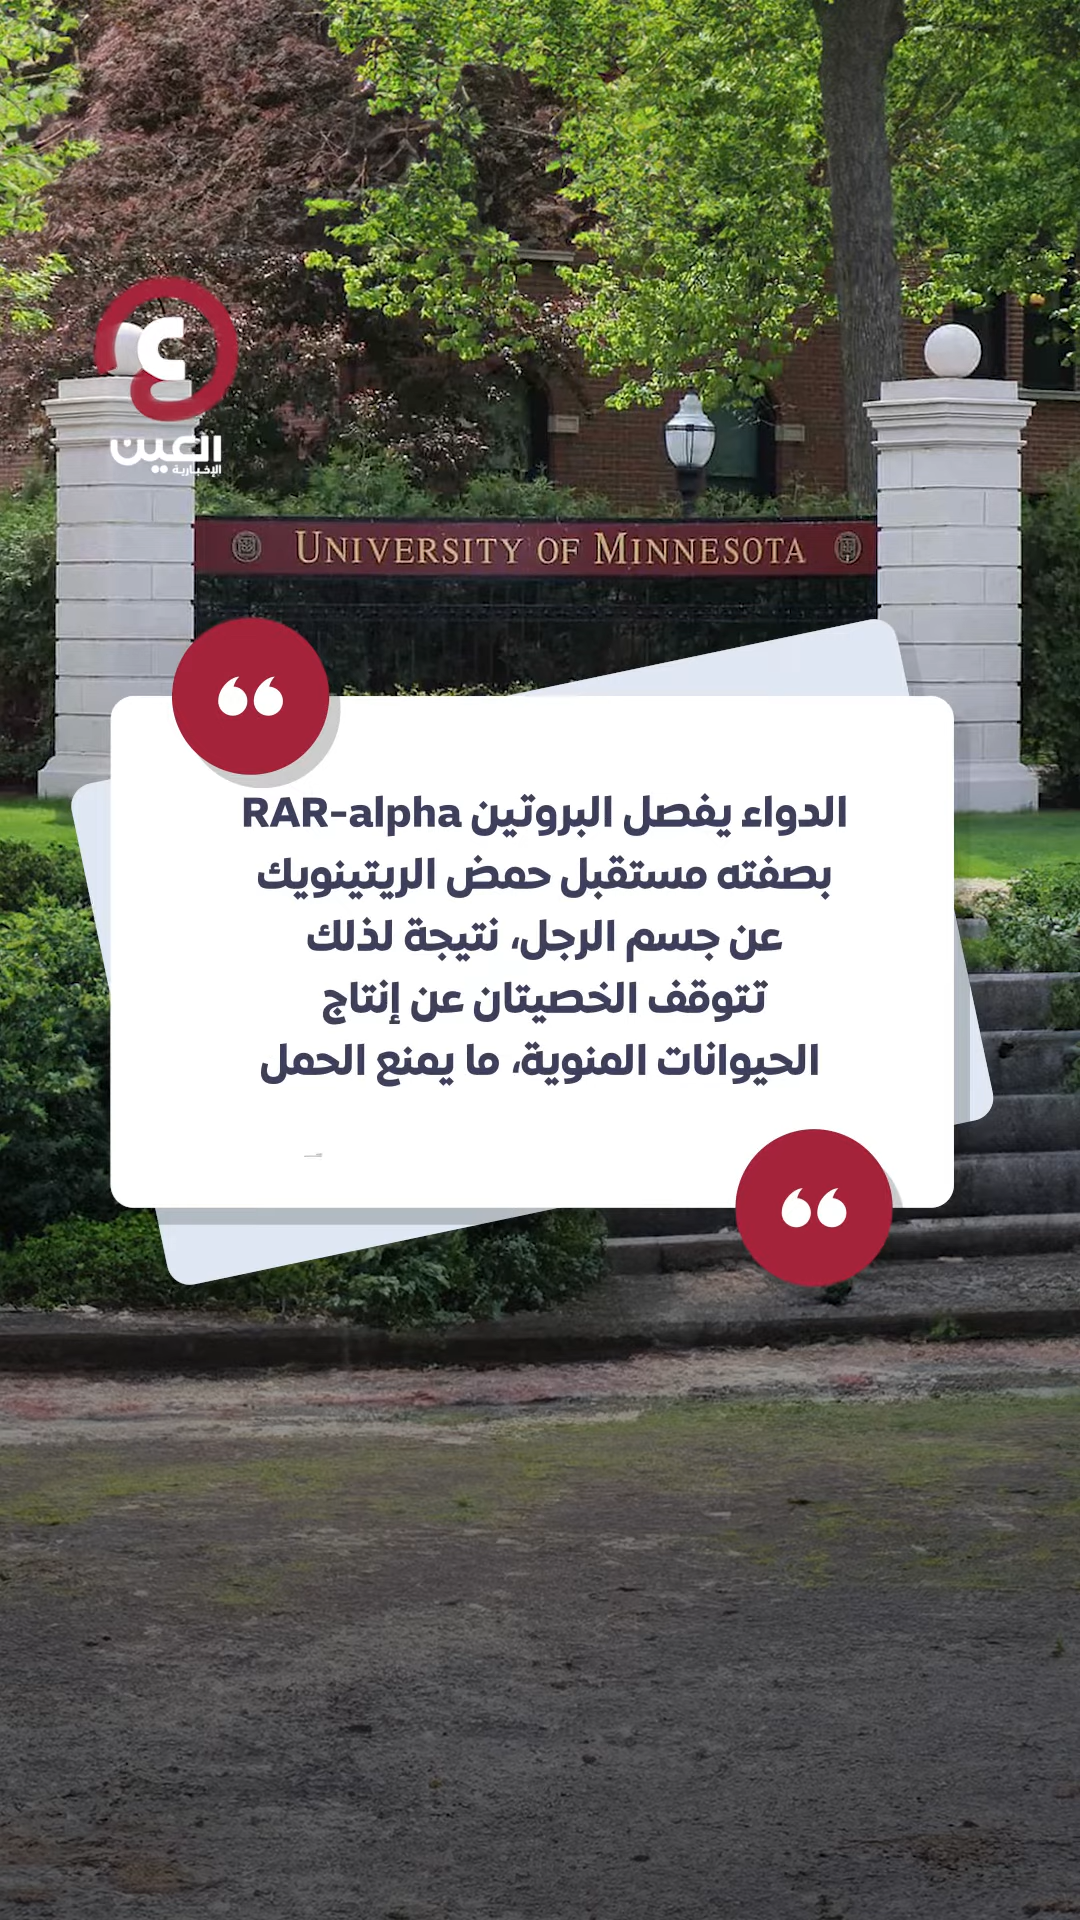 العين
الإخبارية
UNIVERSITY OF MINNESOTA
الدواء يفصل البروتين RAR-alpha
بصفته مستقبل حمض الريتينويك
عن جسم الرجل، نتيجة لذلك
تتوقف الخصيتان عن إنتاج
الحيوانات المنوية، ما يمنع الحمل